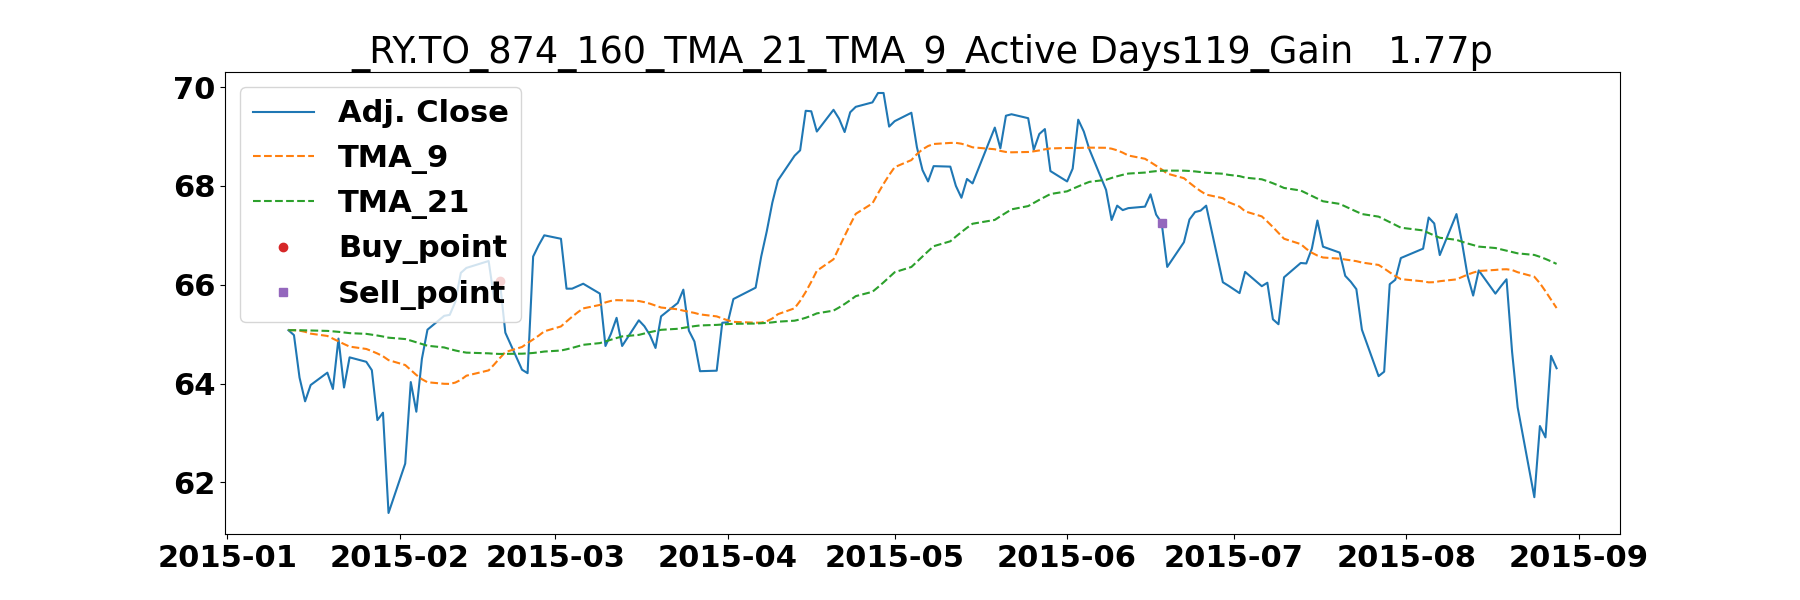 _RY.TO_874_160_TMA_21_TMA_9_Active Days119_Gain   1.77p
70
68
66
64
62
Adj. Close
TMA_9
TMA_21
Buy_point
Sell_point
2015-01 2015-02 2015-03 2015-04 2015-05 2015-06 2015-07 2015-08 2015-09